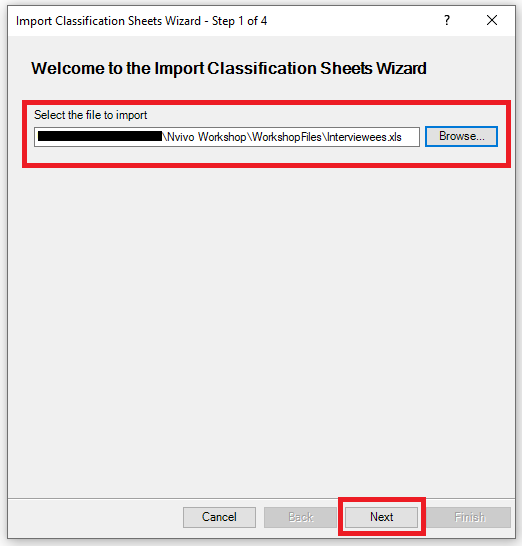 Import Classification Sheets Wizard - Step 1 of 4 ?
Welcome to the Import Classification Sheets Wizard
Select the file to import
\Nvivo Workshop\WorkshopFiles\Interviewees.xls Browse...
Cancel Back Next Finish